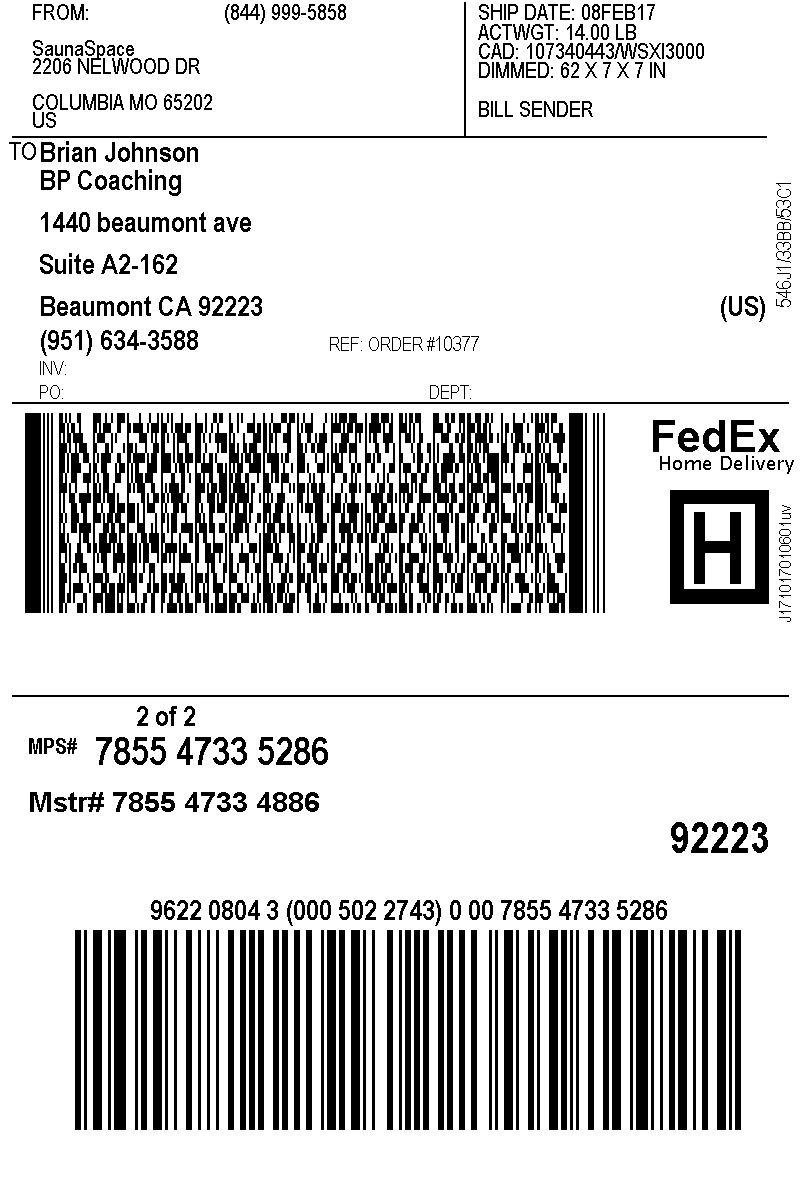 FROM: (844) 999-5858
SaunaSpace
2206 NELWOOD DR
COLUMBIA MO 65202
US
SHIP DATE: 08FEB17
ACTWGT: 14.00 LB
CAD: 107340443/WSXI3000
DIMMED: 62 X 7 X 7 IN
BILL SENDER
TO Brian Johnson
BP Coaching
1440 beaumont ave
Suite A2-162
Beaumont CA 92223 (US)
(951) 634-3588 REF: ORDER #10377
INV:
PO: DEPT:
546J1/33BB/53C1
FedEx
Home Delivery
H
J171017010601uv
2 of 2
MPS# 7855 4733 5286
Mstr# 7855 4733 4886
92223
9622 0804 3 (000 502 2743) 0 00 7855 4733 5286